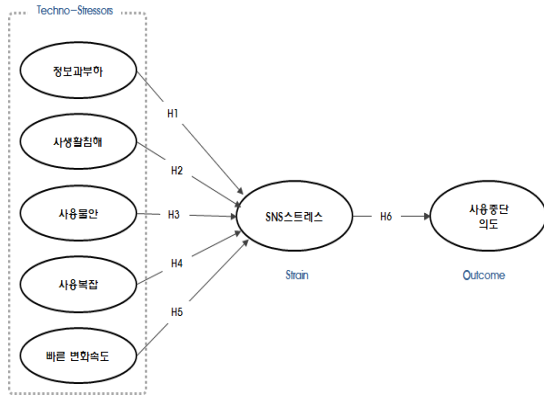 Techno-Stressors
정보과부하
H1
사생활침해
H2
사용불안
H3
SNS스트레스
H6
사용중단
의도
사용복잡
H4
Strain
Outcome
H5
빠른 변화속도